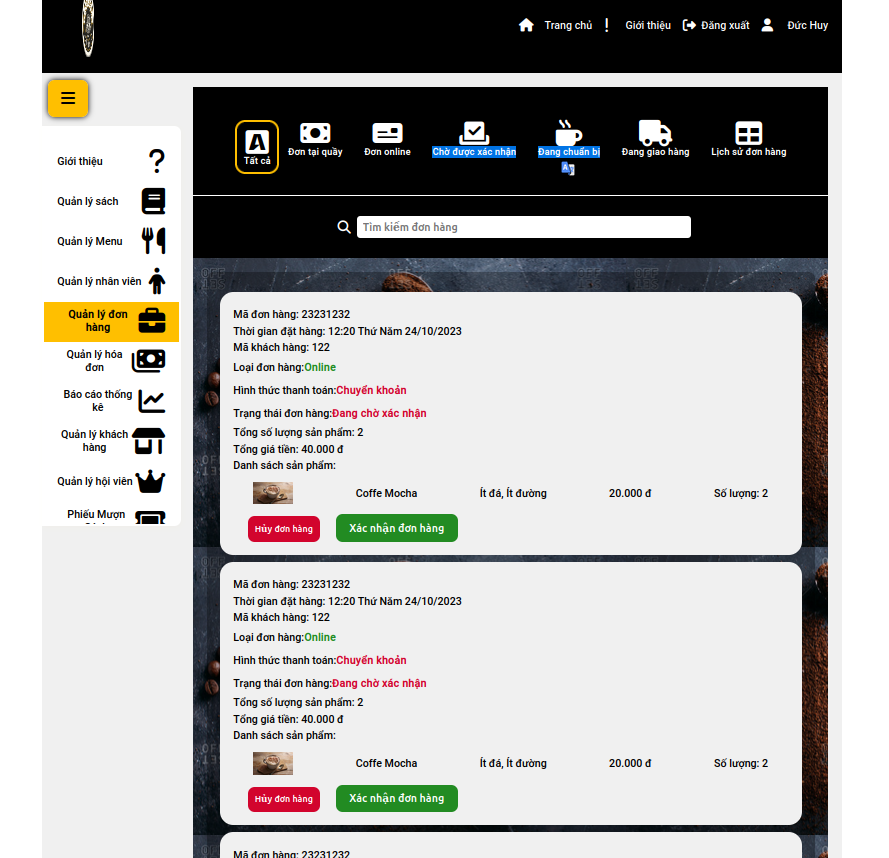 Trang chủ
Giới thiệu
Đăng xuất
Đức Huy
Giới thiệu
Quản lý sách
Quản lý Menu
Quản lý nhân viên
Quản lý đơn
hàng
Quản lý hóa
đơn
Báo cáo thống
kê
Quản lý khách
hàng
Quản lý hội viên
Phiếu Mượn
A
Tất cả
Đơn tại quầy
Đơn online
Chờ được xác nhận
Đang chuẩn bị
Đang giao hàng
Lịch sử đơn hàng
Tìm kiếm đơn hàng
Mã đơn hàng: 23231232
Thời gian đặt hàng: 12:20 Thứ Năm 24/10/2023
Mã khách hàng: 122
Loại đơn hàng:Online
Hình thức thanh toán:Chuyển khoản
Trạng thái đơn hàng:Đang chờ xác nhận
Tổng số lượng sản phẩm: 2
Tổng giá tiền: 40.000 đ
Danh sách sản phẩm:
Coffe Mocha Ít đá, Ít đường 20.000 đ Số lượng: 2
Hủy đơn hàng Xác nhận đơn hàng
Mã đơn hàng: 23231232
Thời gian đặt hàng: 12:20 Thứ Năm 24/10/2023
Mã khách hàng: 122
Loại đơn hàng:Online
Hình thức thanh toán:Chuyển khoản
Trạng thái đơn hàng:Đang chờ xác nhận
Tổng số lượng sản phẩm: 2
Tổng giá tiền: 40.000 đ
Danh sách sản phẩm:
Coffe Mocha Ít đá, Ít đường 20.000 đ Số lượng: 2
Hủy đơn hàng Xác nhận đơn hàng
Mã đơn hàng: 23231232